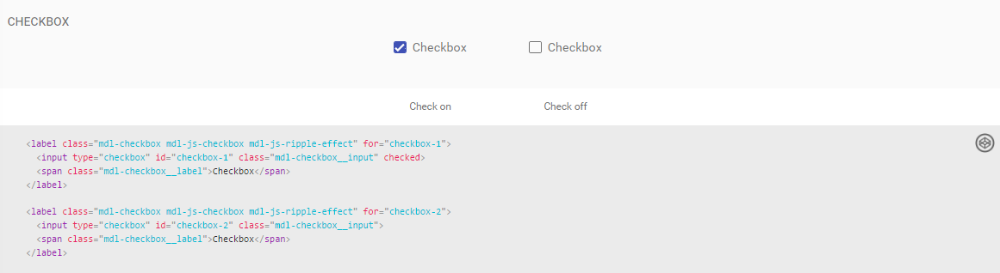 CHECKBOX
Checkbox Checkbox
Check on Check off
<label class="mdl-checkbox mdl-js-checkbox mdl-js-ripple-effect" for="checkbox-1">
  <input type="checkbox" id="checkbox-1" class="mdl-checkbox__input" checked>
  <span class="mdl-checkbox__label">Checkbox</span>
</label>
<label class="mdl-checkbox mdl-js-checkbox mdl-js-ripple-effect" for="checkbox-2">
  <input type="checkbox" id="checkbox-2" class="mdl-checkbox__input">
  <span class="mdl-checkbox__label">Checkbox</span>
</label>